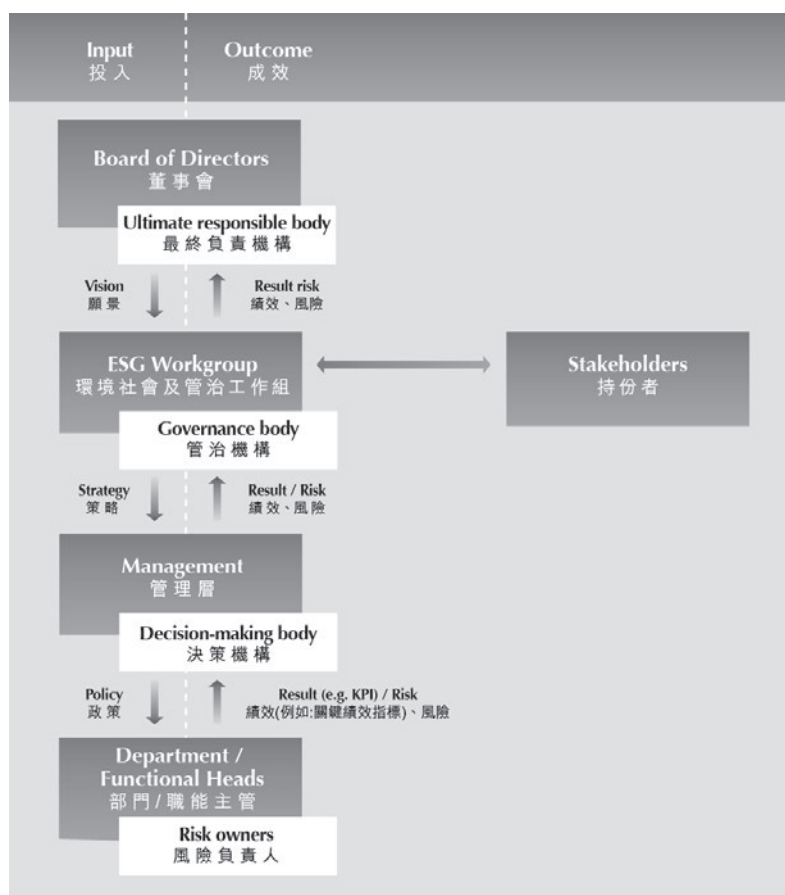 Input
投入
Outcome
成效
Board of Directors
董事會
Ultimate responsible body
最終負責機構
Vision
願景
Result risk
績效、風險
ESG Workgroup
環境社會及管治工作組
Stakeholders
持份者
Governance body
管治機構
Strategy
策略
Result / Risk
績效、風險
Management
管理層
Decision-making body
決策機構
Policy
政策
Result (e.g. KPI) / Risk
績效(例如:關鍵績效指標)、風險
Department /
Functional Heads
部門/職能主管
Risk owners
風險負責人